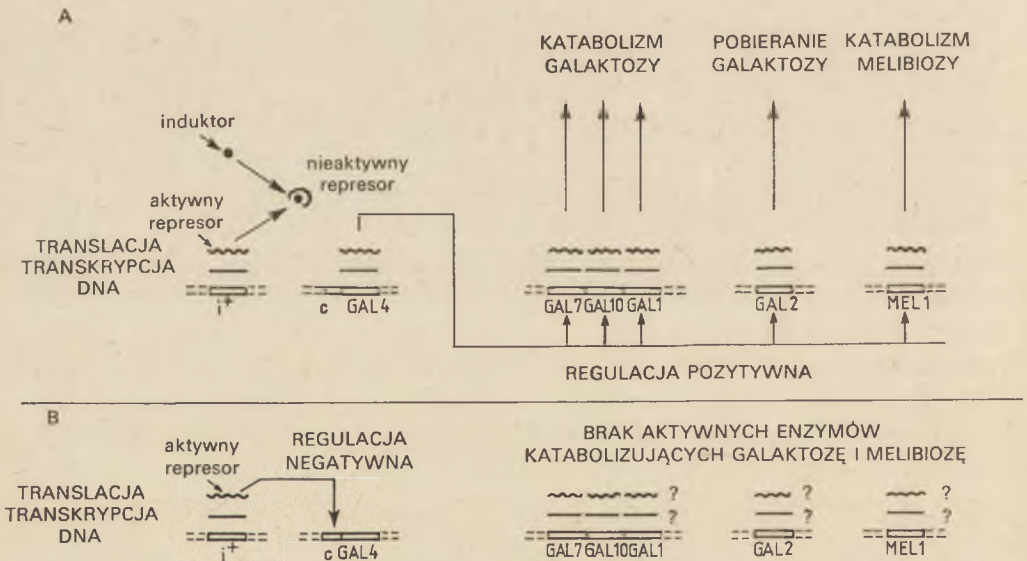 A
KATABOLIZM
GALAKTOZY
POBIERANIE
GALAKTOZY
KATABOLIZM
MELIBIOZY
induktor
nieaktywny
represor
aktywny
represor
TRANSLACJA
TRANSKRYPCJA
DNA
i+
c GAL4
GAL7 GAL10 GAL1
GAL2
MEL1
REGULACJA POZYTYWNA
B
aktywny
represor
REGULACJA
NEGATYWNA
BRAK AKTYWNYCH ENZYMÓW
KATABOLIZUJĄCYCH GALAKTOZĘ I MELIBIOZĘ
TRANSLACJA
TRANSKRYPCJA
DNA
? ? ?
? ? ?
i+
c GAL4
GAL7 GAL10 GAL1
GAL2
MEL1